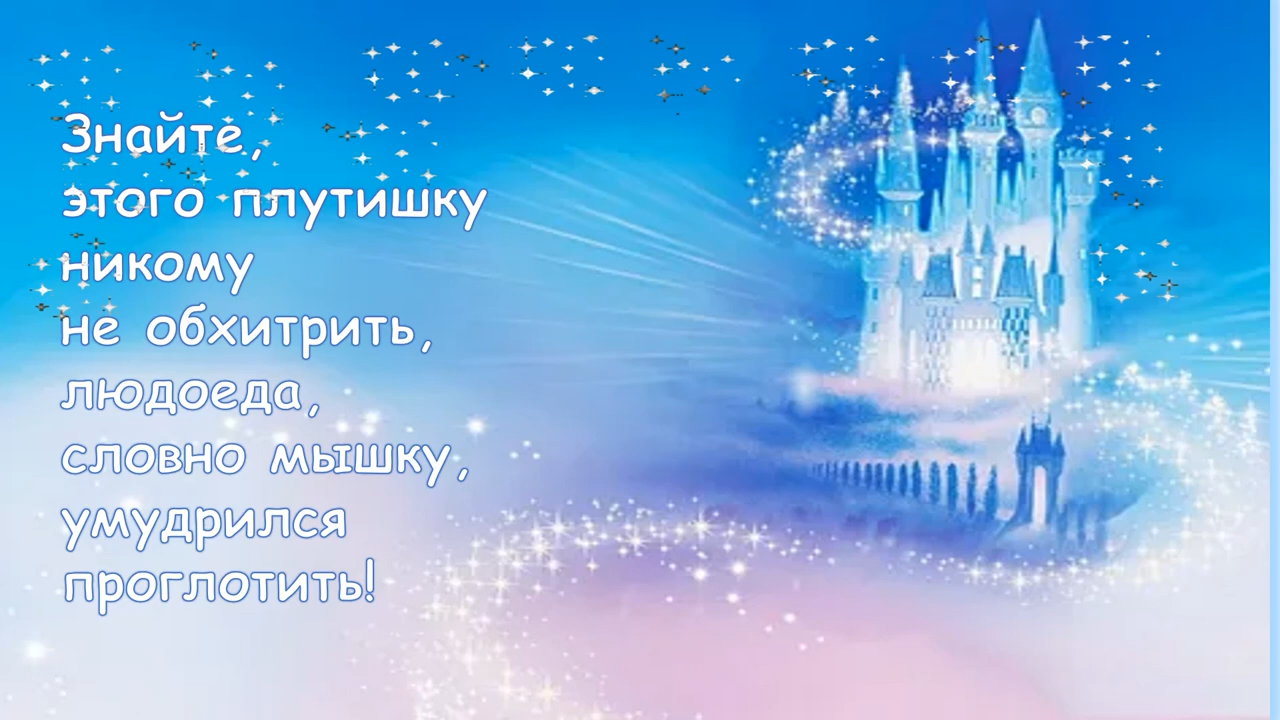 Знайте,
этого плутишку
никому
не обхитрить,
людоеда,
словно мышку,
умудрился
проглотить!